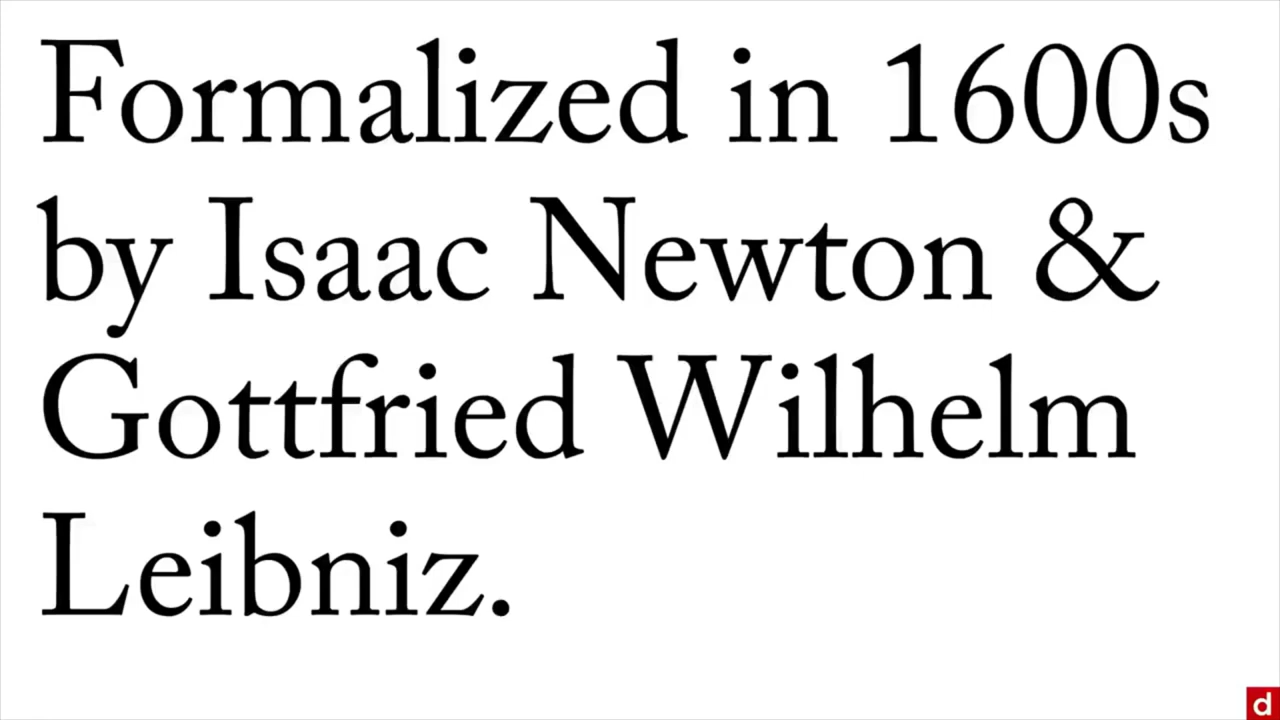 Formalized in 1600s
by Isaac Newton &
Gottfried Wilhelm
Leibniz.
d